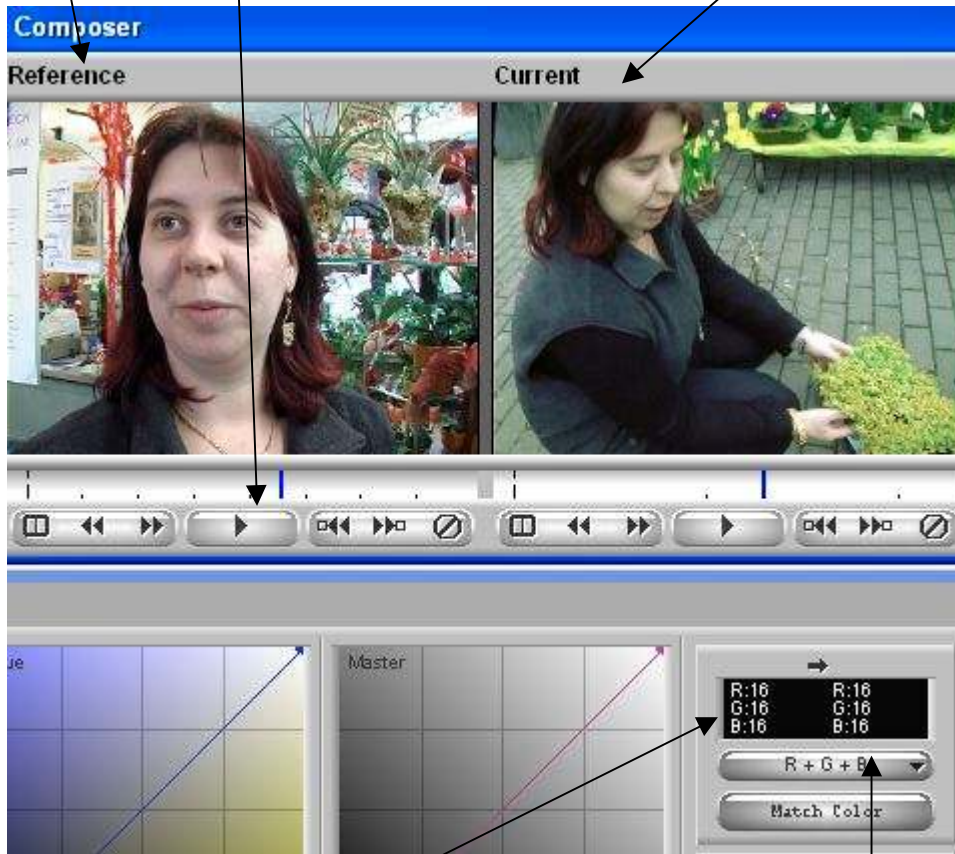 Composer
Reference
Current
ue
Master
R:16 R:16
G:16 G:16
B:16 B:16
R + G + B
Match Color